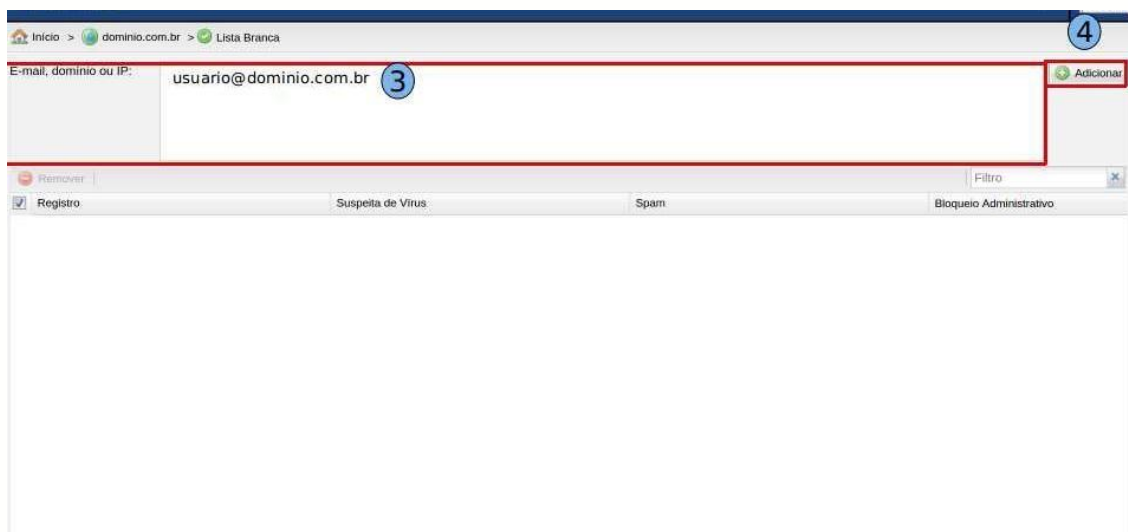 Início > dominio.com.br > Lista Branca
4
E-mail, domínio ou IP:
usuario@dominio.com.br
3
Adicionar
Remover
Filtro
Registro Suspeita de Vírus Spam Bloqueio Administrativo